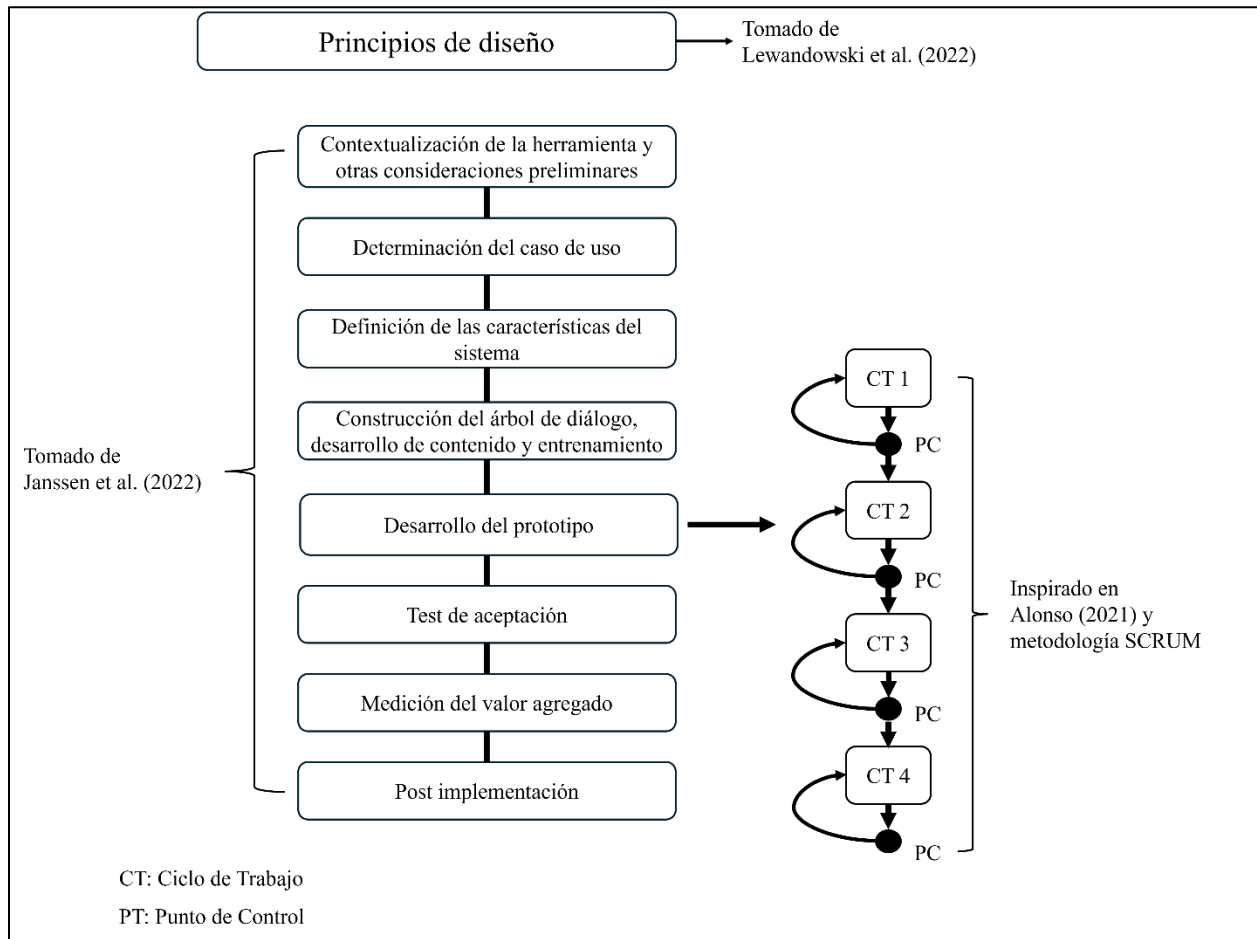 Principios de diseño
Tomado de
Lewandowski et al. (2022)
Contextualización de la herramienta y
otras consideraciones preliminares
Determinación del caso de uso
Definición de las características del
sistema
Construcción del árbol de diálogo,
desarrollo de contenido y entrenamiento
Desarrollo del prototipo
Test de aceptación
Medición del valor agregado
Post implementación
Tomado de
Janssen et al. (2022)
CT 1
PC
CT 2
PC
CT 3
PC
CT 4
PC
Inspirado en
Alonso (2021) y
metodología SCRUM
CT: Ciclo de Trabajo
PT: Punto de Control